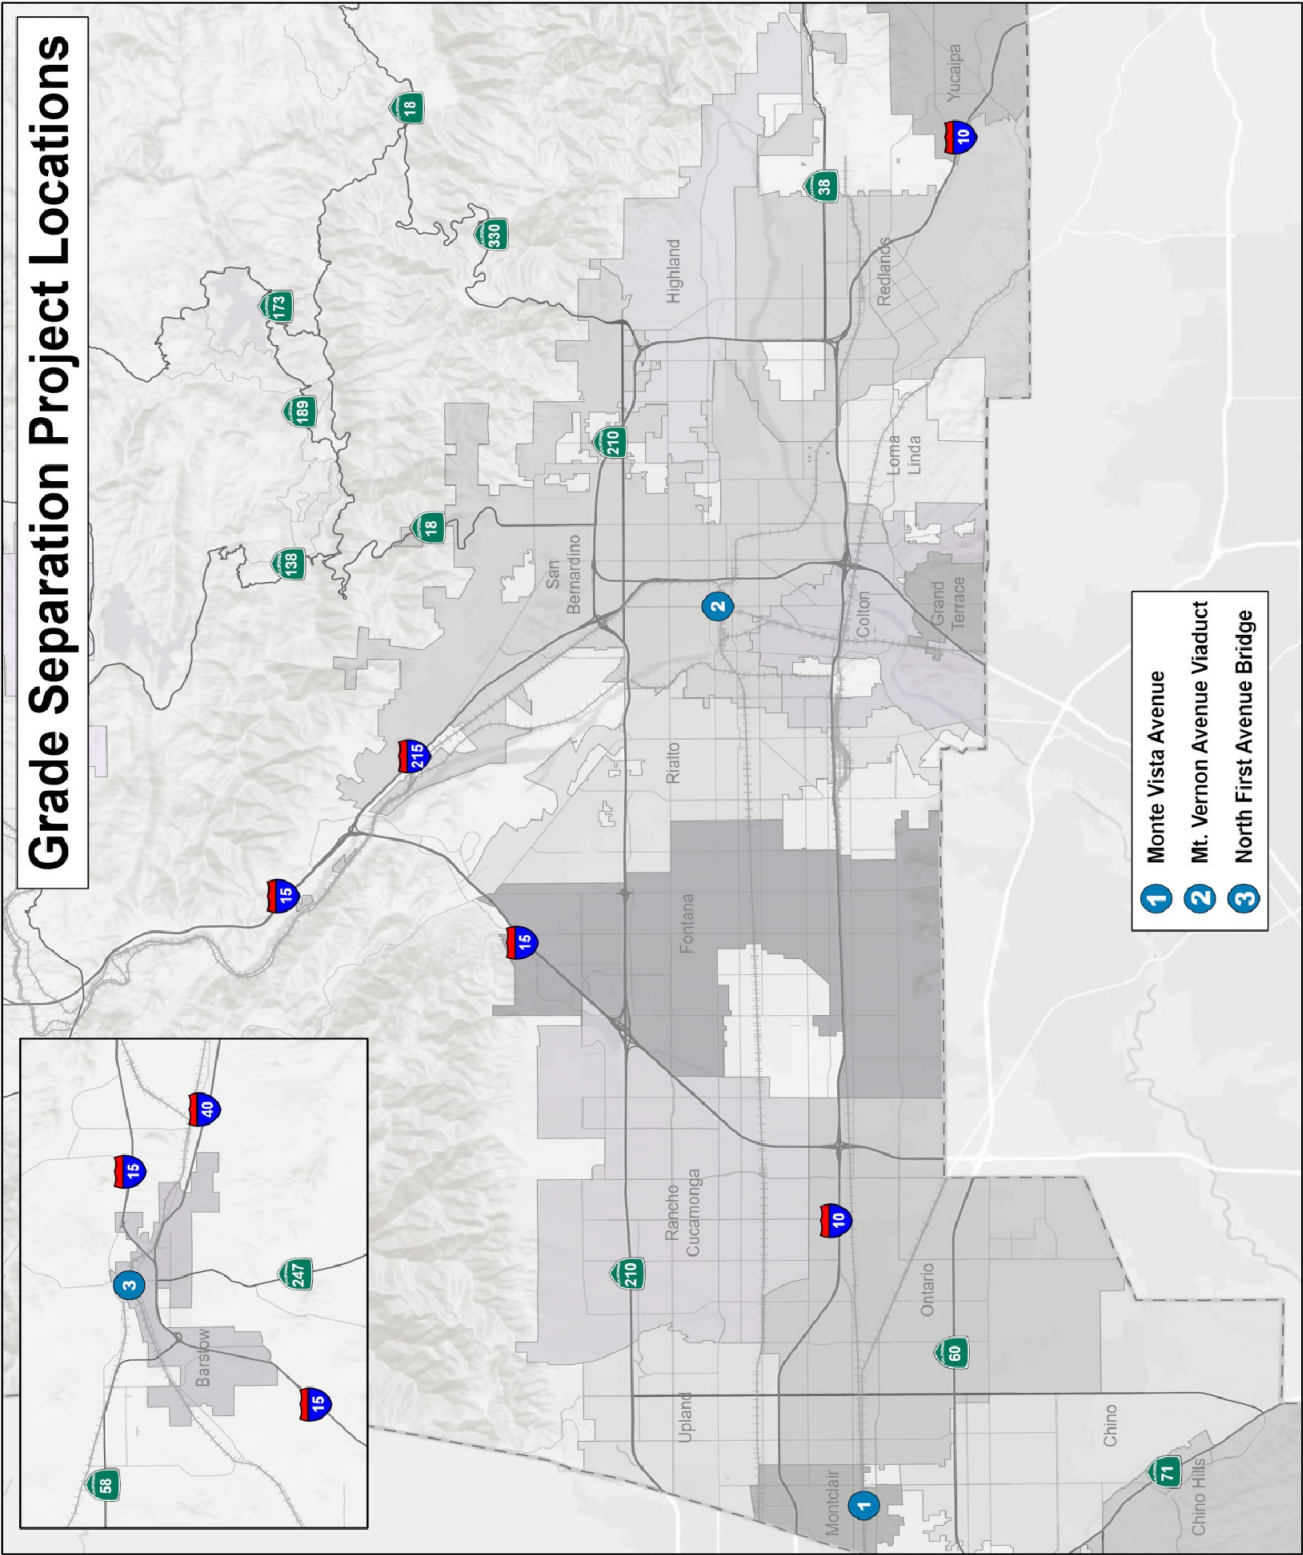 Grade Separation Project Locations
58
15
40
3
247
Barstow
15
15
215
138
189
173
18
18
330
15
210
210
San
Bernardino
Highland
Rancho
Cucamonga
Fontana
Rialto
2
Upland
38
10
10
Montclair
1
Ontario
Colton
Loma
Linda
Redlands
Yucaipa
Grand
Terrace
60
Chino
71
Chino Hills
1 Monte Vista Avenue
2 Mt. Vernon Avenue Viaduct
3 North First Avenue Bridge